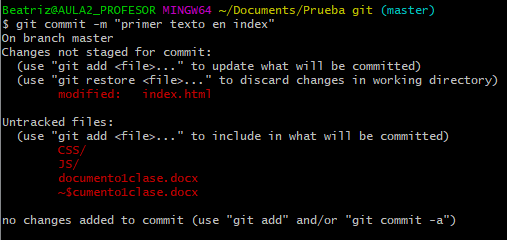 Beatriz@AULA2_PROFESOR MINGW64 ~/Documents/Prueba git (master)
$ git commit -m "primer texto en index"
On branch master
Changes not staged for commit:
  (use "git add <file>..." to update what will be committed)
  (use "git restore <file>..." to discard changes in working directory)
        modified:   index.html

Untracked files:
  (use "git add <file>..." to include in what will be committed)
        CSS/
        JS/
        documento1clase.docx
        ~$cumento1clase.docx

no changes added to commit (use "git add" and/or "git commit -a")